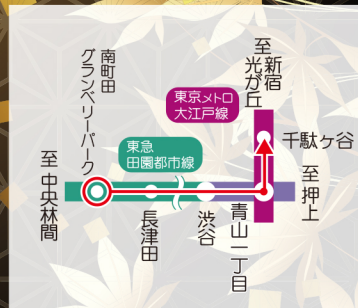 南町田
グランベリーパーク
至 新宿
光が丘
東京メトロ
大江戸線
千駄ヶ谷
東急
田園都市線
至 中央林間
長津田
渋谷
青山一丁目
至 押上